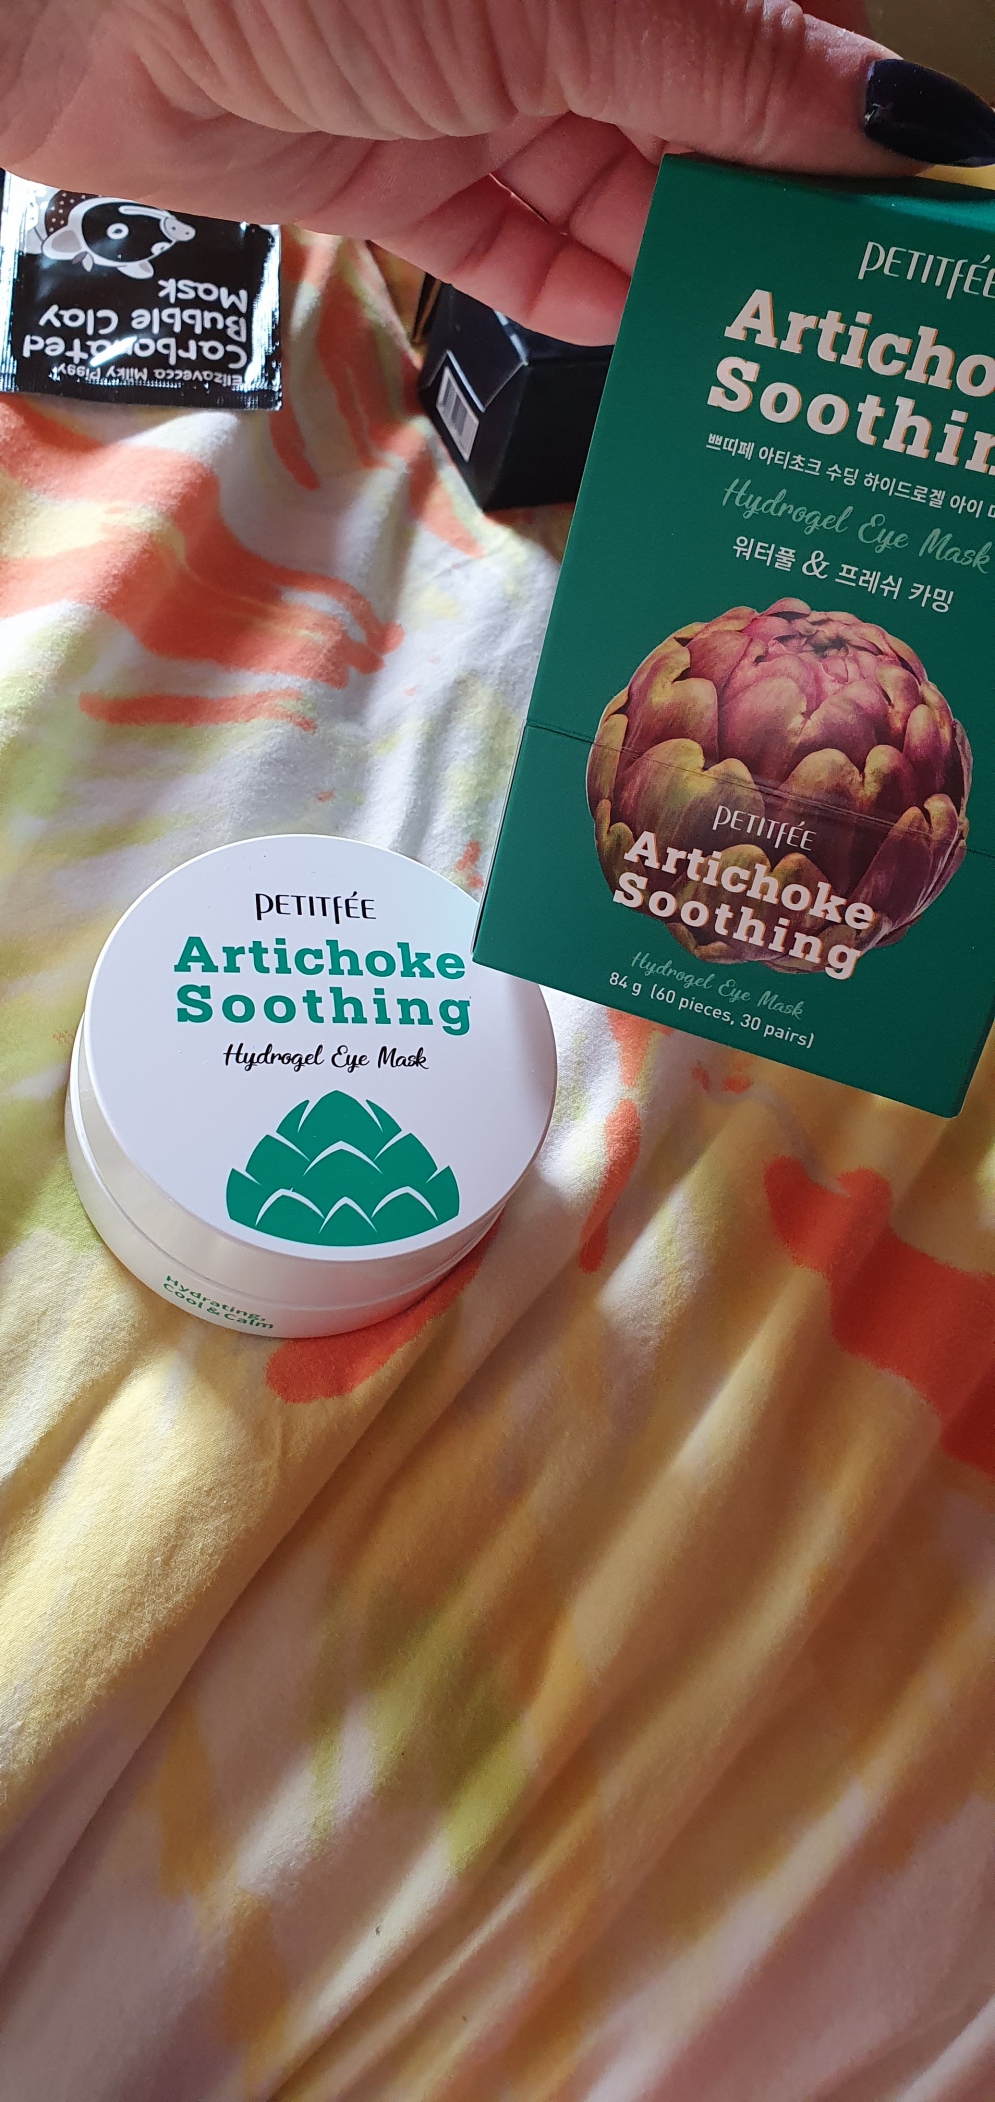 Elizavecca Milky Piggy
Carbonated
Bubble Clay
Mask
PETITFÉE
Artichoke
Soothing
Hydrogel Eye Mask
Hydrating,
Cool & Calm
PETITFÉE
Articho
Soothin
쁘띠페 아티초크 수딩 하이드로겔 아이
Hydrogel Eye Mask
워터풀 & 프레쉬 카밍
PETITFÉE
Artichoke
Soothing
Hydrogel Eye Mask
84 g (60 pieces, 30 pairs)